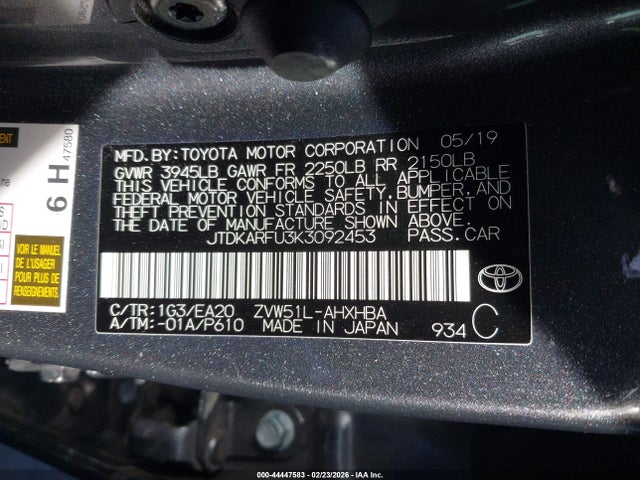 MFD.BY:TOYOTA MOTOR CORPORATION 05/19
GVWR 3945LB GAWR FR 2250LB RR 2150LB
THIS VEHICLE CONFORMS TO ALL APPLICABLE
FEDERAL MOTOR VEHICLE SAFETY,BUMPER,AND
THEFT PREVENTION STANDARDS IN EFFECT ON
THE DATE OF MANUFACTURE SHOWN ABOVE.
JTDKARFU3K3092453 PASS.CAR
C/TR:1G3/EA20 ZVW51L-AHXHBA
A/TM:-01A/P610 MADE IN JAPAN 934 C
6 H
47580
VOIR LE MANUEL
DE L'USAGER
POUR PLUS DE
RENSEIGNEMENTS
000-44447583 - 02/23/2026 - IAA Inc.